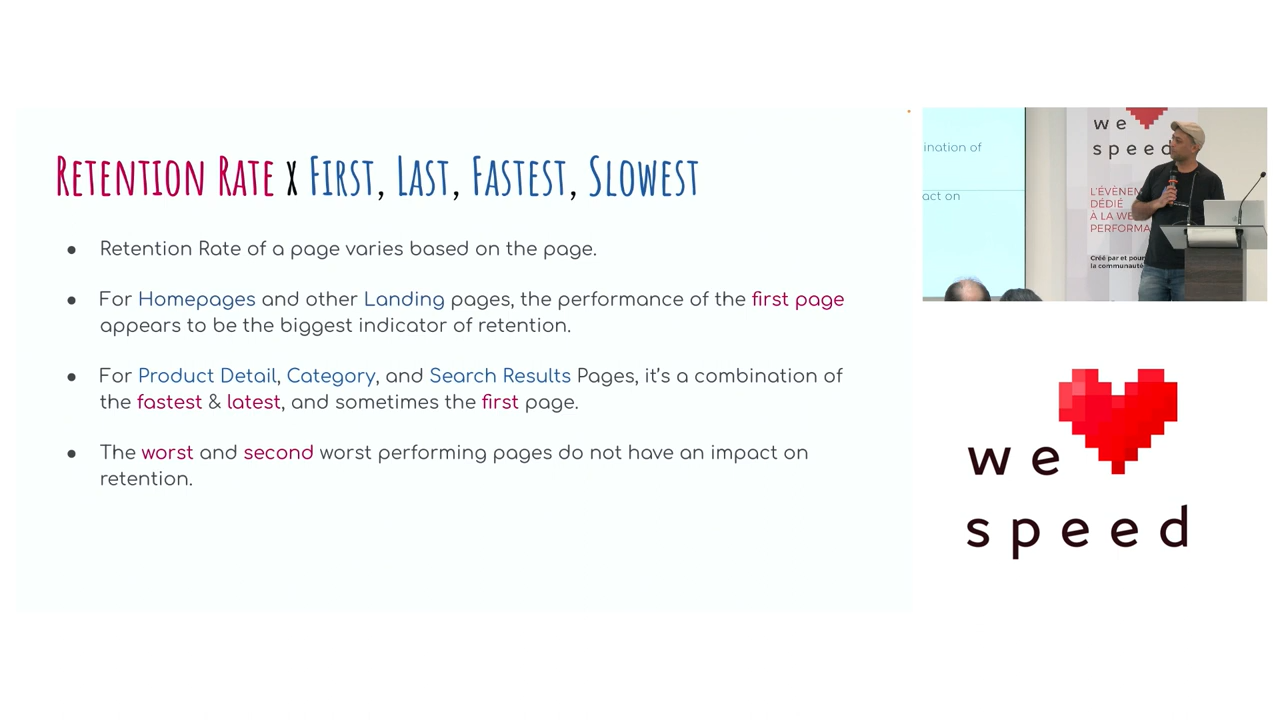 Retention Rate x First, Last, Fastest, Slowest
● Retention Rate of a page varies based on the page.
● For Homepages and other Landing pages, the performance of the first page
appears to be the biggest indicator of retention.
● For Product Detail, Category, and Search Results Pages, it's a combination of
the fastest & latest, and sometimes the first page.
● The worst and second worst performing pages do not have an impact on
retention.
ination of
act on
we
speed
L'ÉVÈNEM
DÉDIÉ
À LA WE
PERFORMA
Créé par et pour
la communauté
we
speed